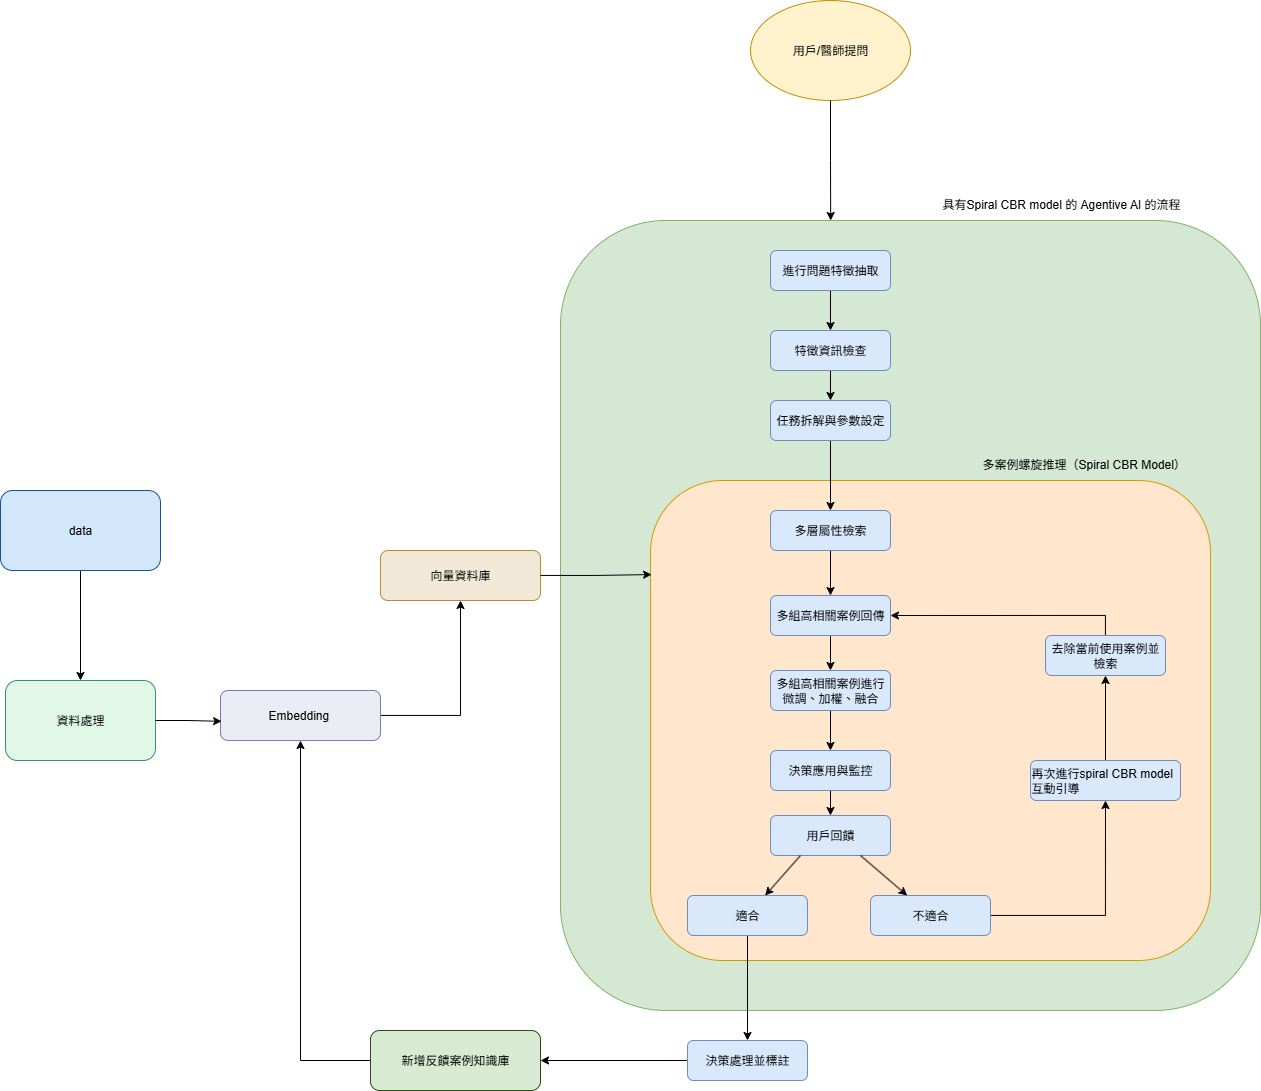 用戶/醫師提問
具有Spiral CBR model 的 Agentive AI 的流程
進行問題特徵抽取
特徵資訊檢查
任務拆解與參數設定
多案例螺旋推理（Spiral CBR Model）
多層屬性檢索
多組高相關案例回傳
多組高相關案例進行
微調、加權、融合
決策應用與監控
用戶回饋
適合
不適合
再次進行spiral CBR model
互動引導
去除當前使用案例並
檢索
決策處理並標註
新增反饋案例知識庫
data
資料處理
Embedding
向量資料庫